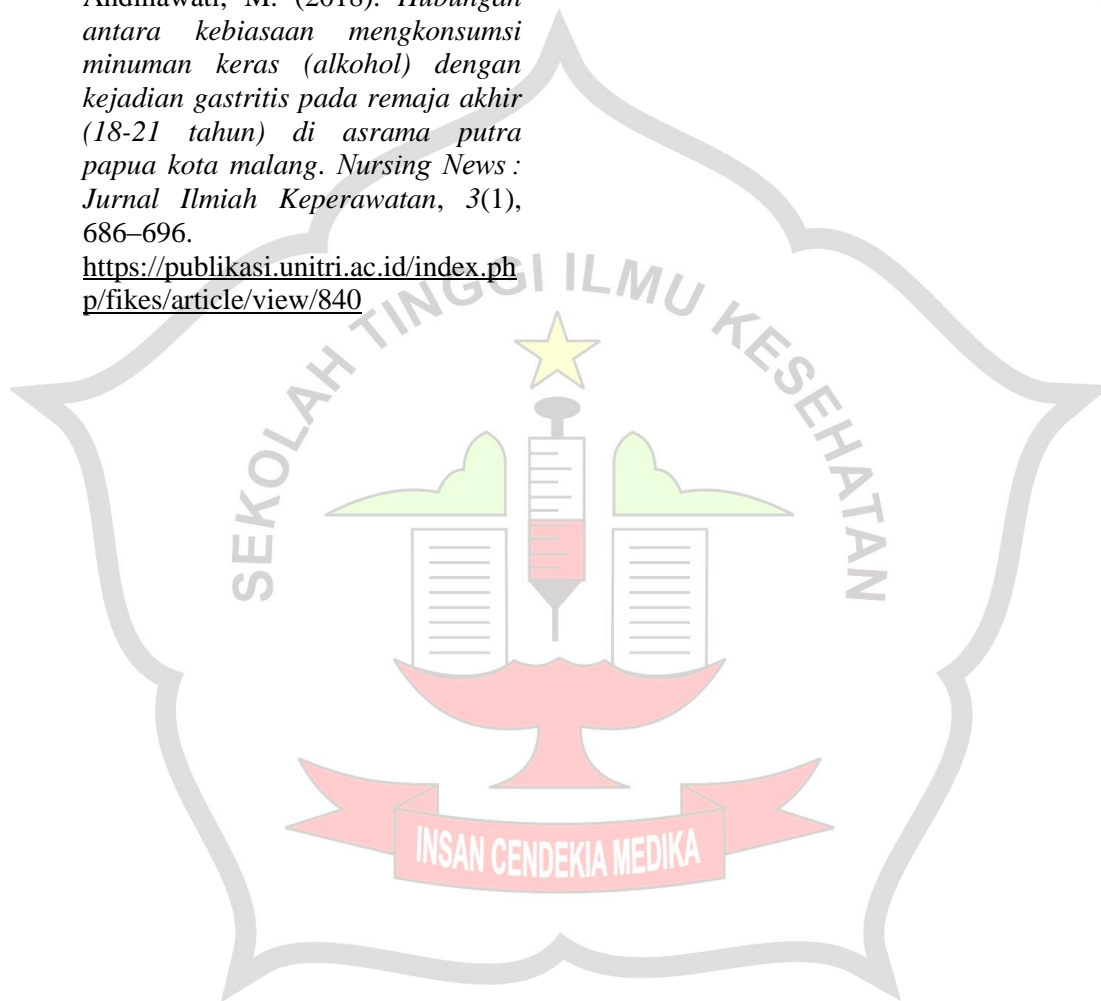 Andinawati, M. (2018). Hubungan
antara kebiasaan mengkonsumsi
minuman keras (alkohol) dengan
kejadian gastritis pada remaja akhir
(18-21 tahun) di asrama putra
papua kota malang. Nursing News :
Jurnal Ilmiah Keperawatan, 3(1),
686–696.
https://publikasi.unitri.ac.id/index.ph
p/fikes/article/view/840
SEKOLAH TINGGI ILMU KESEHATAN
INSAN CENDEKIA MEDIKA